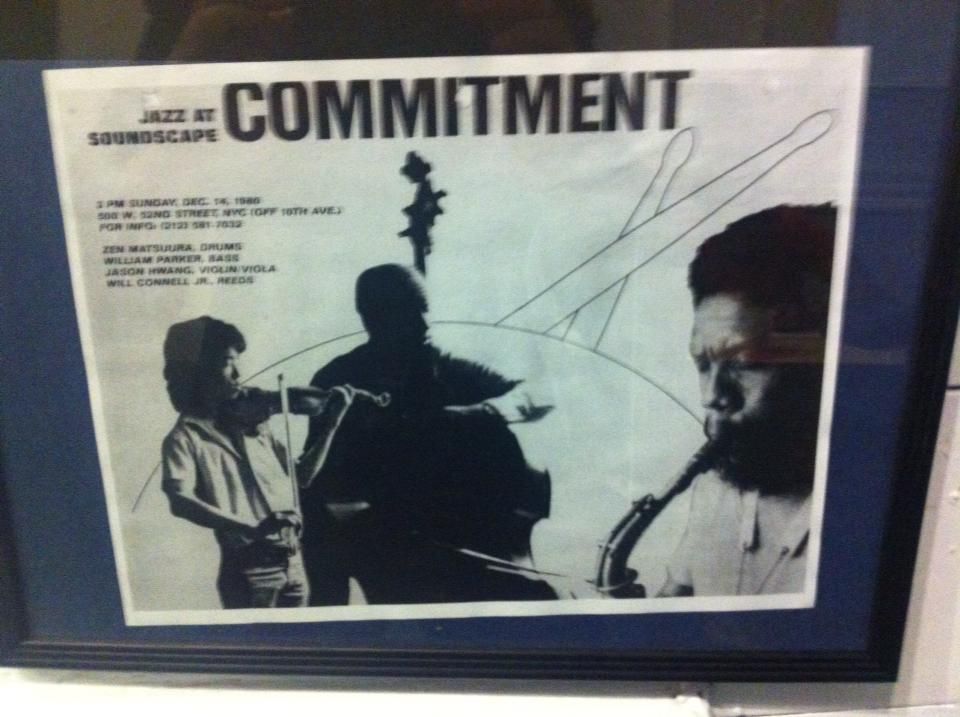 COMMITMENT
JAZZ AT
SOUNDSCAPE
3 PM SUNDAY, DEC. 14, 1980
500 W. 52ND STREET, NYC (OFF 10TH AVE.)
FOR INFO: (212) 581-7032
ZEN MATSUURA, DRUMS
WILLIAM PARKER, BASS
JASON HWANG, VIOLIN/VIOLA
WILL CONNELL JR., REEDS